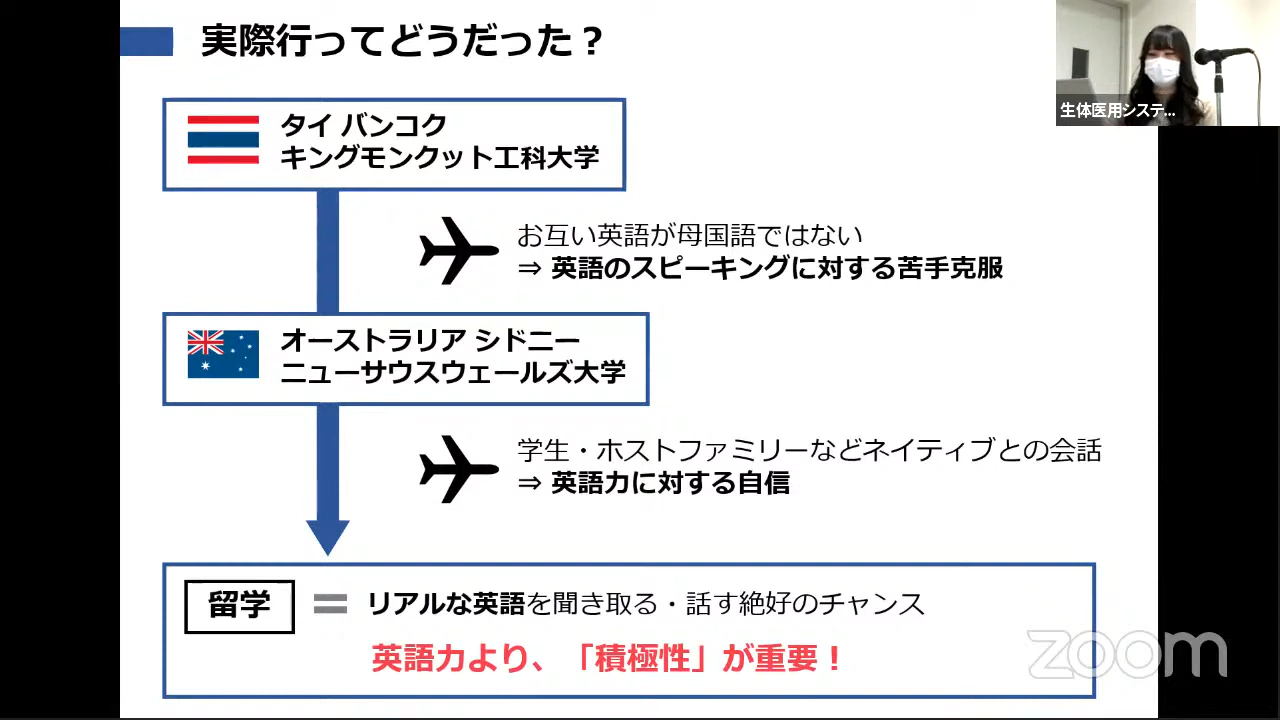 実際行ってどうだった？
生体医用システ...
タイ バンコク
キングモンクット工科大学
お互い英語が母国語ではない
⇒ 英語のスピーキングに対する苦手克服
オーストラリア シドニー
ニューサウスウェールズ大学
学生・ホストファミリーなどネイティブとの会話
⇒ 英語力に対する自信
留学 = リアルな英語を聞き取る・話す絶好のチャンス
英語力より、「積極性」が重要！
zoom